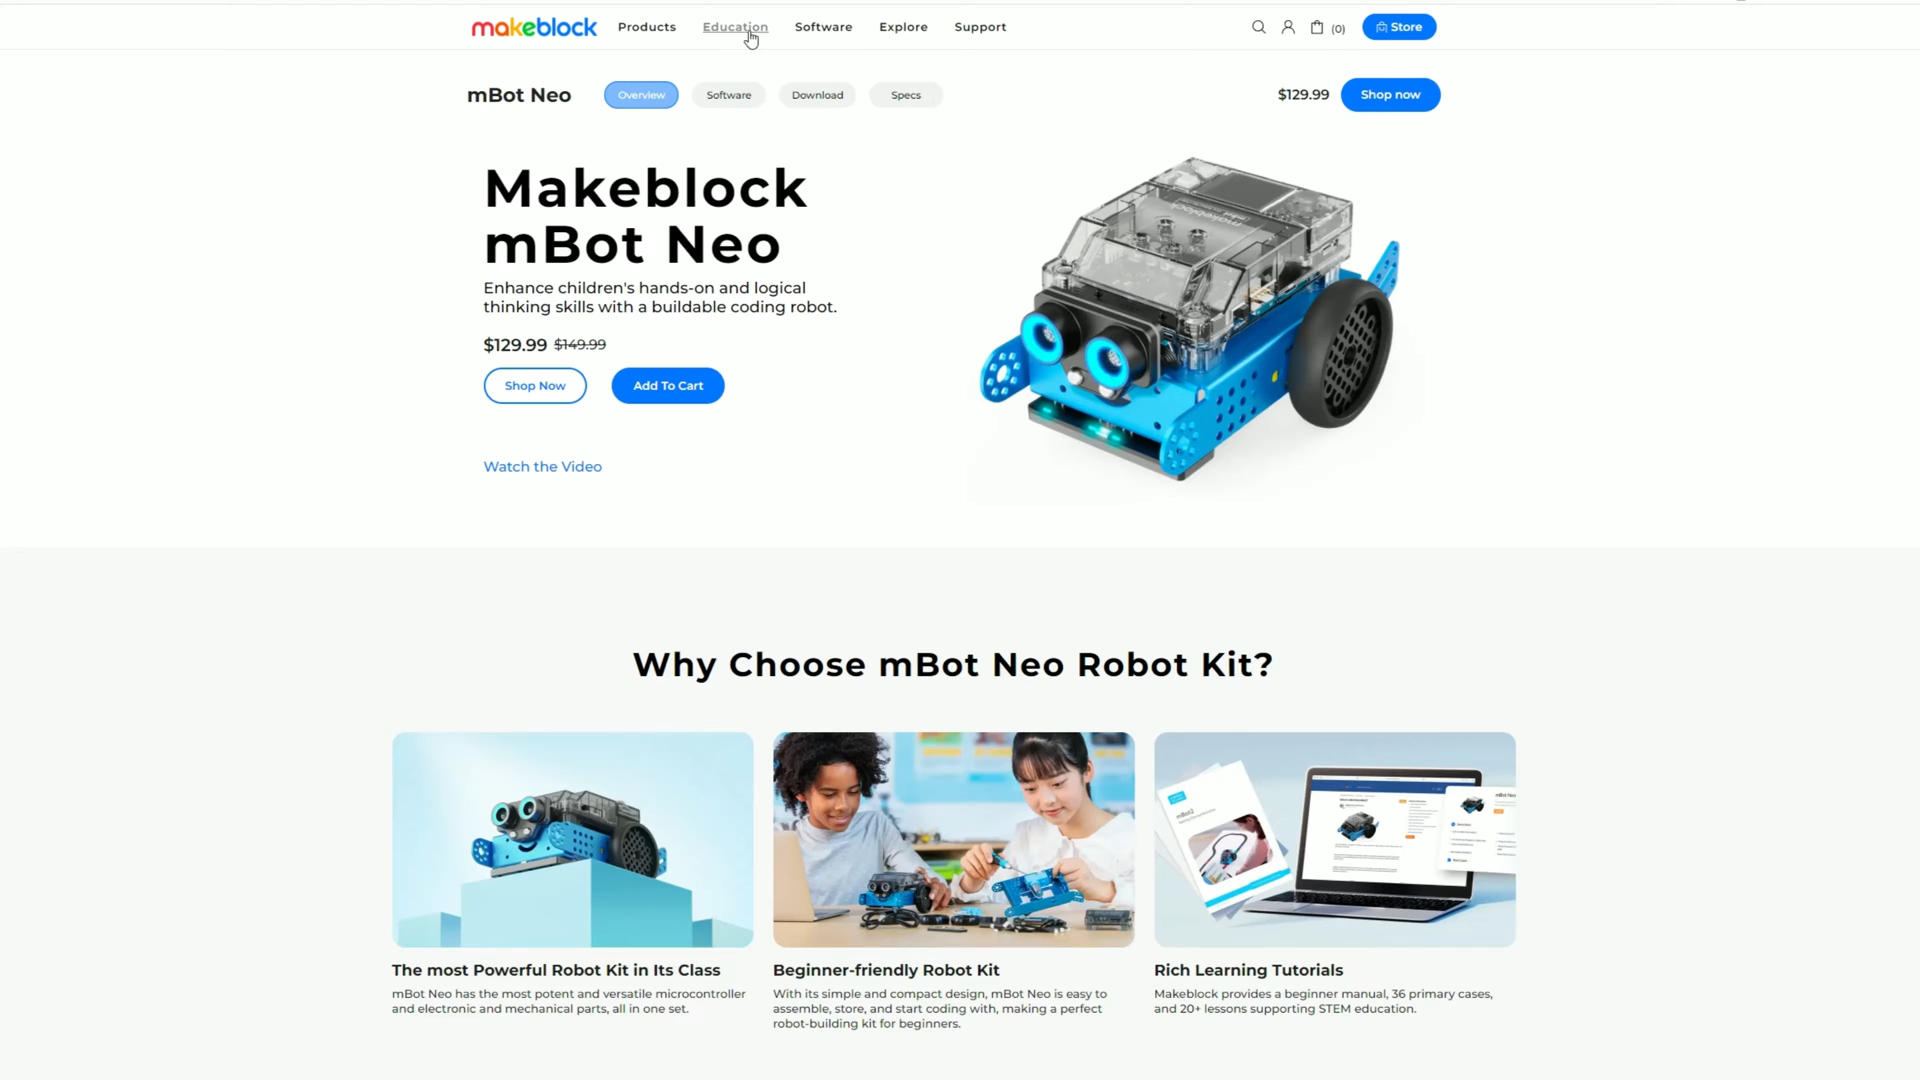 makeblock Products Education Software Explore Support (0) Store
mBot Neo Overview Software Download Specs $129.99 Shop now
Makeblock
mBot Neo
Enhance children's hands-on and logical
thinking skills with a buildable coding robot.
$129.99 $149.99
Shop Now Add To Cart
Watch the Video
Why Choose mBot Neo Robot Kit?
The most Powerful Robot Kit in Its Class
mBot Neo has the most potent and versatile microcontroller
and electronic and mechanical parts, all in one set.
Beginner-friendly Robot Kit
With its simple and compact design, mBot Neo is easy to
assemble, store, and start coding with, making a perfect
robot-building kit for beginners.
Rich Learning Tutorials
Makeblock provides a beginner manual, 36 primary cases,
and 20+ lessons supporting STEM education.